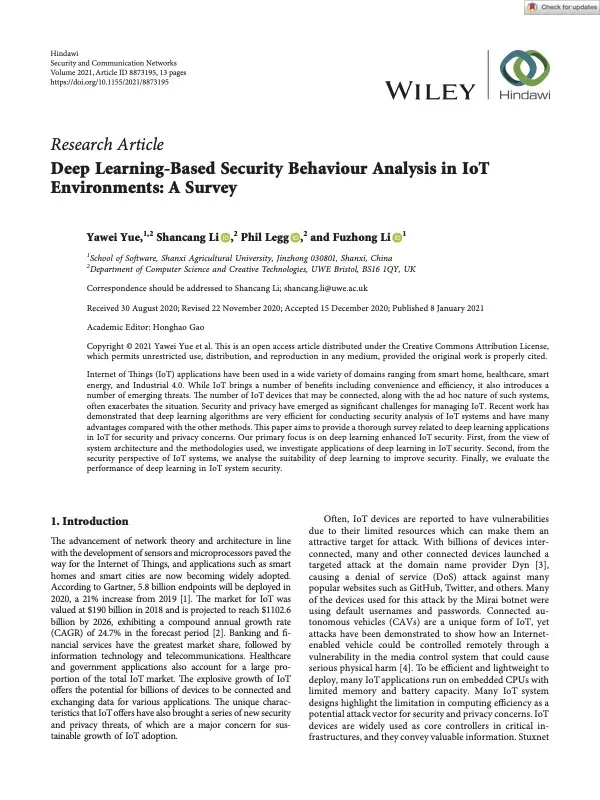 Check for updates
Hindawi
Security and Communication Networks
Volume 2021, Article ID 8873195, 13 pages
https://doi.org/10.1155/2021/8873195
WILEY
Hindawi
Research Article
Deep Learning-Based Security Behaviour Analysis in IoT
Environments: A Survey
Yawei Yue,1,2 Shancang Li iD,2 Phil Legg iD,2 and Fuzhong Li iD1
1School of Software, Shanxi Agricultural University, Jinzhong 030801, Shanxi, China
2Department of Computer Science and Creative Technologies, UWE Bristol, BS16 1QY, UK
Correspondence should be addressed to Shancang Li; shancang.li@uwe.ac.uk
Received 30 August 2020; Revised 22 November 2020; Accepted 15 December 2020; Published 8 January 2021
Academic Editor: Honghao Gao
Copyright © 2021 Yawei Yue et al. This is an open access article distributed under the Creative Commons Attribution License,
which permits unrestricted use, distribution, and reproduction in any medium, provided the original work is properly cited.
Internet of Things (IoT) applications have been used in a wide variety of domains ranging from smart home, healthcare, smart
energy, and Industrial 4.0. While IoT brings a number of benefits including convenience and efficiency, it also introduces a
number of emerging threats. The number of IoT devices that may be connected, along with the ad hoc nature of such systems,
often exacerbates the situation. Security and privacy have emerged as significant challenges for managing IoT. Recent work has
demonstrated that deep learning algorithms are very efficient for conducting security analysis of IoT systems and have many
advantages compared with the other methods. This paper aims to provide a thorough survey related to deep learning applications
in IoT for security and privacy concerns. Our primary focus is on deep learning enhanced IoT security. First, from the view of
system architecture and the methodologies used, we investigate applications of deep learning in IoT security. Second, from the
security perspective of IoT systems, we analyse the suitability of deep learning to improve security. Finally, we evaluate the
performance of deep learning in IoT system security.
1. Introduction
The advancement of network theory and architecture in line
with the development of sensors and microprocessors paved the
way for the Internet of Things, and applications such as smart
homes and smart cities are now becoming widely adopted.
According to Gartner, 5.8 billion endpoints will be deployed in
2020, a 21% increase from 2019 [1]. The market for IoT was
valued at $190 billion in 2018 and is projected to reach $1102.6
billion by 2026, exhibiting a compound annual growth rate
(CAGR) of 24.7% in the forecast period [2]. Banking and fi-
nancial services have the greatest market share, followed by
information technology and telecommunications. Healthcare
and government applications also account for a large pro-
portion of the total IoT market. The explosive growth of IoT
offers the potential for billions of devices to be connected and
exchanging data for various applications. The unique charac-
teristics that IoT offers have also brought a series of new security
and privacy threats, of which are a major concern for sus-
tainable growth of IoT adoption.
Often, IoT devices are reported to have vulnerabilities
due to their limited resources which can make them an
attractive target for attack. With billions of devices inter-
connected, many and other connected devices launched a
targeted attack at the domain name provider Dyn [3],
causing a denial of service (DoS) attack against many
popular websites such as GitHub, Twitter, and others. Many
of the devices used for this attack by the Mirai botnet were
using default usernames and passwords. Connected au-
tonomous vehicles (CAVs) are a unique form of IoT, yet
attacks have been demonstrated to show how an Internet-
enabled vehicle could be controlled remotely through a
vulnerability in the media control system that could cause
serious physical harm [4]. To be efficient and lightweight to
deploy, many IoT applications run on embedded CPUs with
limited memory and battery capacity. Many IoT system
designs highlight the limitation in computing efficiency as a
potential attack vector for security and privacy concerns. IoT
devices are widely used as core controllers in critical in-
frastructures, and they convey valuable information. Stuxnet